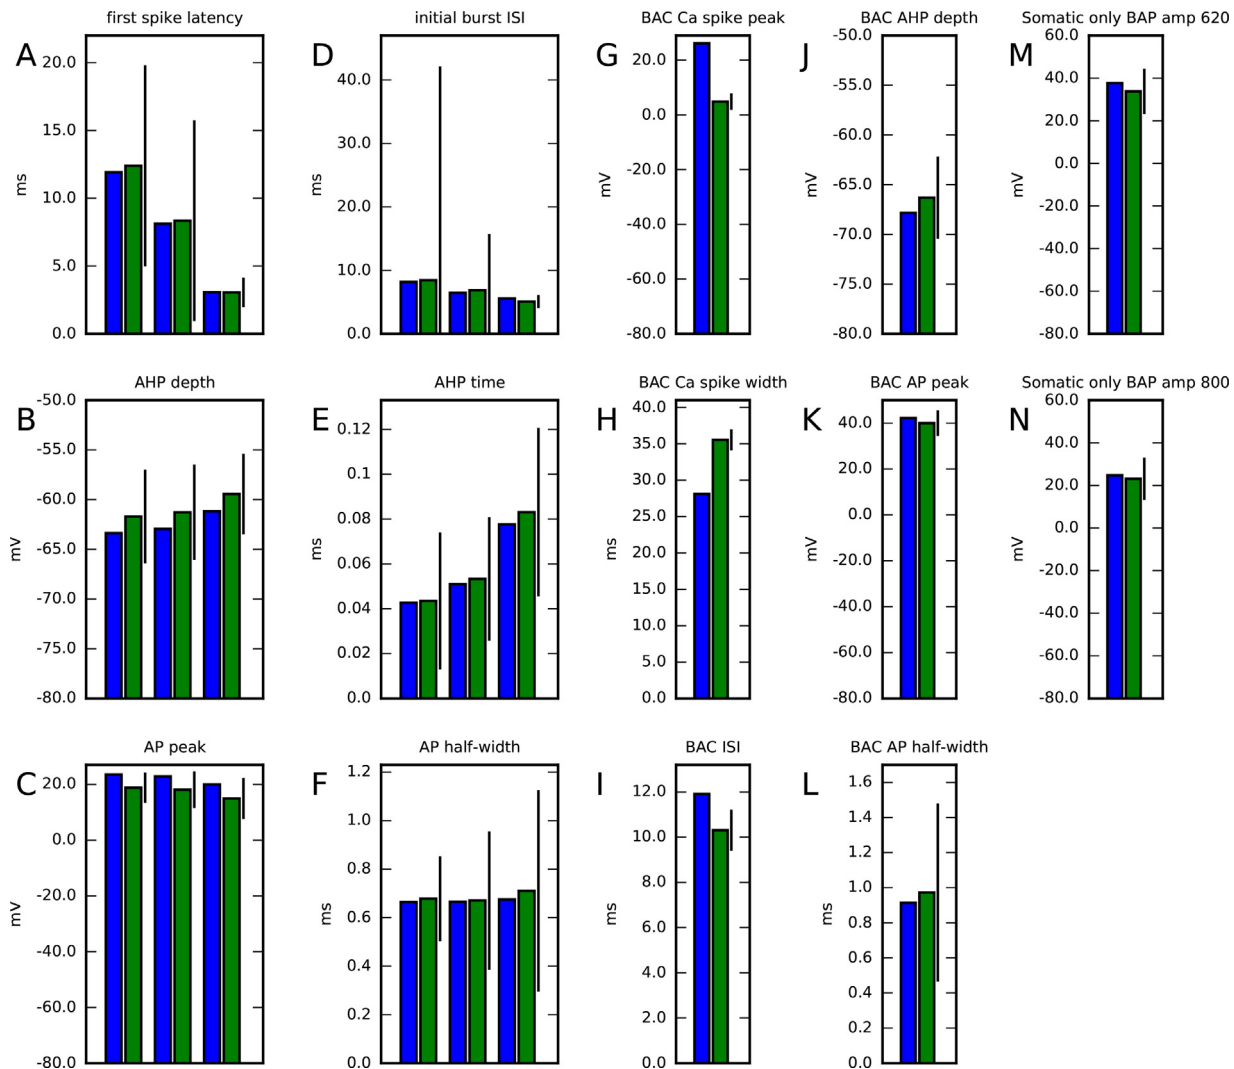 first spike latency
A
20.0
15.0
10.0
5.0
0.0
ms
initial burst ISI
D
40.0
30.0
20.0
10.0
0.0
ms
BAC Ca spike peak
G
20.0
0.0
-20.0
-40.0
-60.0
-80.0
mV
BAC AHP depth
J
-50.0
-55.0
-60.0
-65.0
-70.0
-75.0
-80.0
mV
Somatic only BAP amp 620
M
60.0
40.0
20.0
0.0
-20.0
-40.0
-60.0
-80.0
mV
AHP depth
B
-50.0
-55.0
-60.0
-65.0
-70.0
-75.0
-80.0
mV
AHP time
E
0.12
0.1
0.08
0.06
0.04
0.02
0.0
ms
BAC Ca spike width
H
40.0
35.0
30.0
25.0
20.0
15.0
10.0
5.0
0.0
ms
BAC AP peak
K
40.0
20.0
0.0
-20.0
-40.0
-60.0
-80.0
mV
Somatic only BAP amp 800
N
60.0
40.0
20.0
0.0
-20.0
-40.0
-60.0
-80.0
mV
AP peak
C
20.0
0.0
-20.0
-40.0
-60.0
-80.0
mV
AP half-width
F
1.2
1.0
0.8
0.6
0.4
0.2
0.0
ms
BAC ISI
I
12.0
10.0
8.0
6.0
4.0
2.0
0.0
ms
BAC AP half-width
L
1.6
1.4
1.2
1.0
0.8
0.6
0.4
0.2
0.0
ms